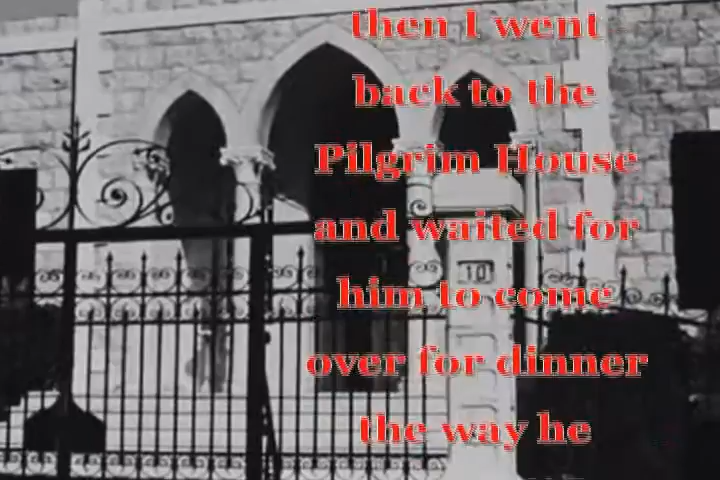 then I went
back to the
Pilgrim House
and waited for
him to come
over for dinner
the way he
10